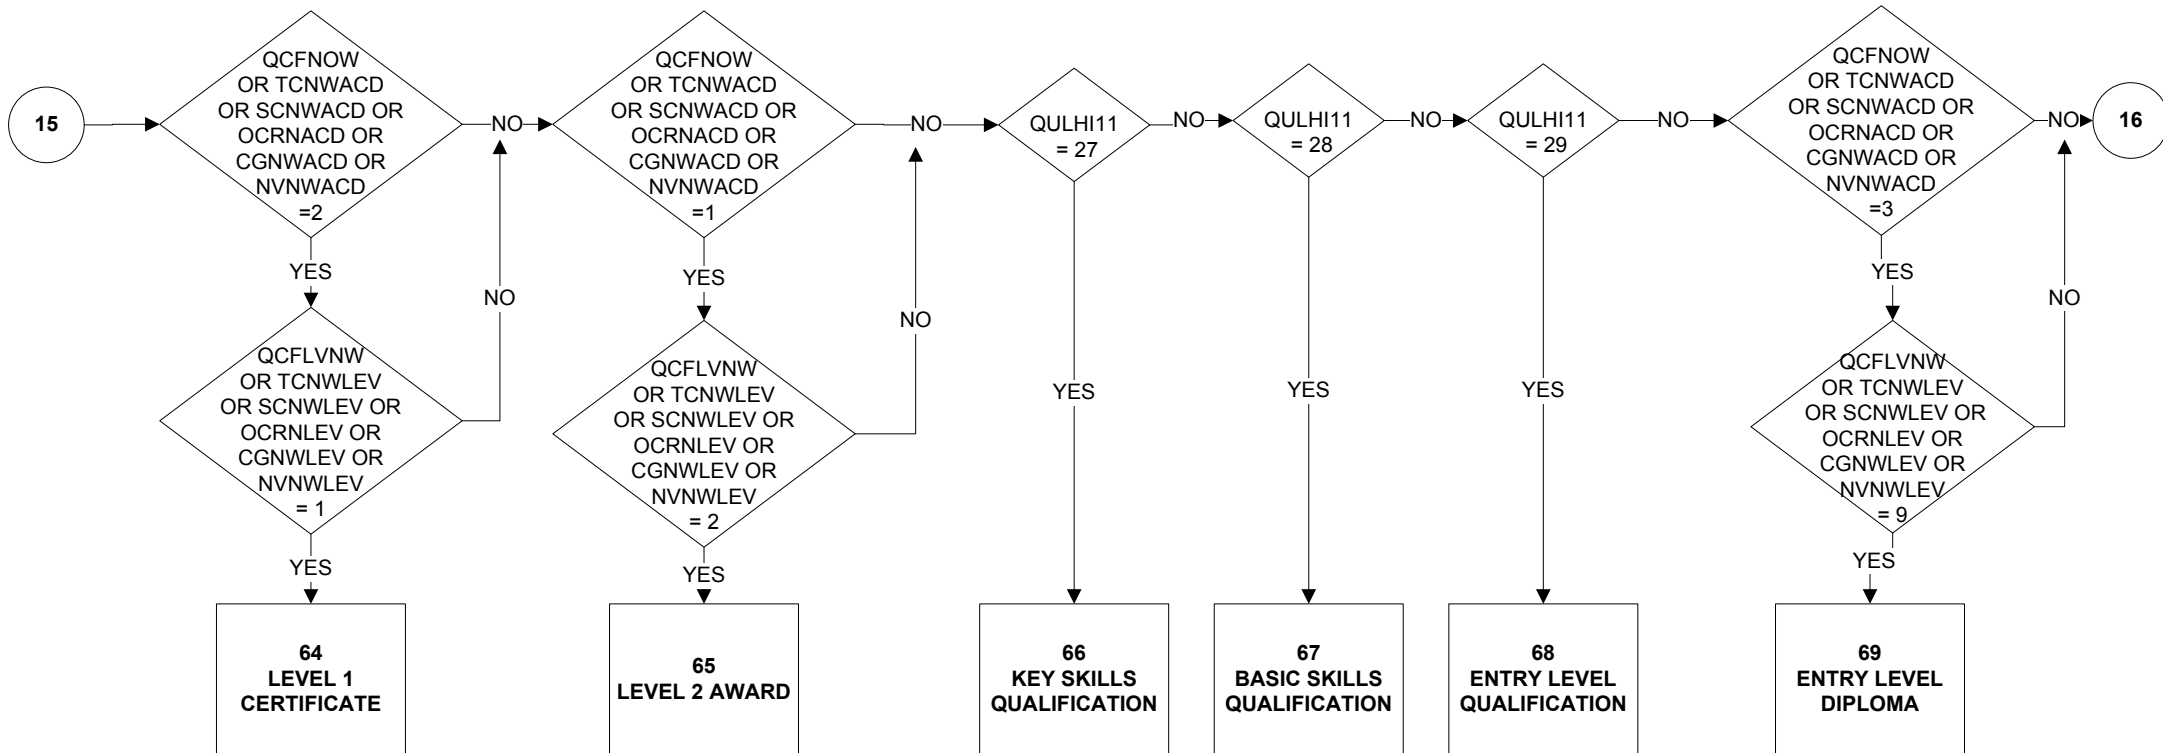 15
QCFNOW
OR TCNWACD
OR SCNWACD OR
OCRNACD OR
CGNWACD OR
NVNWACD
=2
NO
YES
QCFLVNW
OR TCNWLEV
OR SCNWLEV OR
OCRNLEV OR
CGNWLEV OR
NVNWLEV
= 1
NO
YES
64
LEVEL 1
CERTIFICATE
QCFNOW
OR TCNWACD
OR SCNWACD OR
OCRNACD OR
CGNWACD OR
NVNWACD
=1
NO
YES
QCFLVNW
OR TCNWLEV
OR SCNWLEV OR
OCRNLEV OR
CGNWLEV OR
NVNWLEV
= 2
NO
YES
65
LEVEL 2 AWARD
QULHI11
= 27
NO
YES
66
KEY SKILLS
QUALIFICATION
QULHI11
= 28
NO
YES
67
BASIC SKILLS
QUALIFICATION
QULHI11
= 29
NO
YES
68
ENTRY LEVEL
QUALIFICATION
QCFNOW
OR TCNWACD
OR SCNWACD OR
OCRNACD OR
CGNWACD OR
NVNWACD
=3
NO
YES
QCFLVNW
OR TCNWLEV
OR SCNWLEV OR
OCRNLEV OR
CGNWLEV OR
NVNWLEV
= 9
NO
YES
69
ENTRY LEVEL
DIPLOMA
16